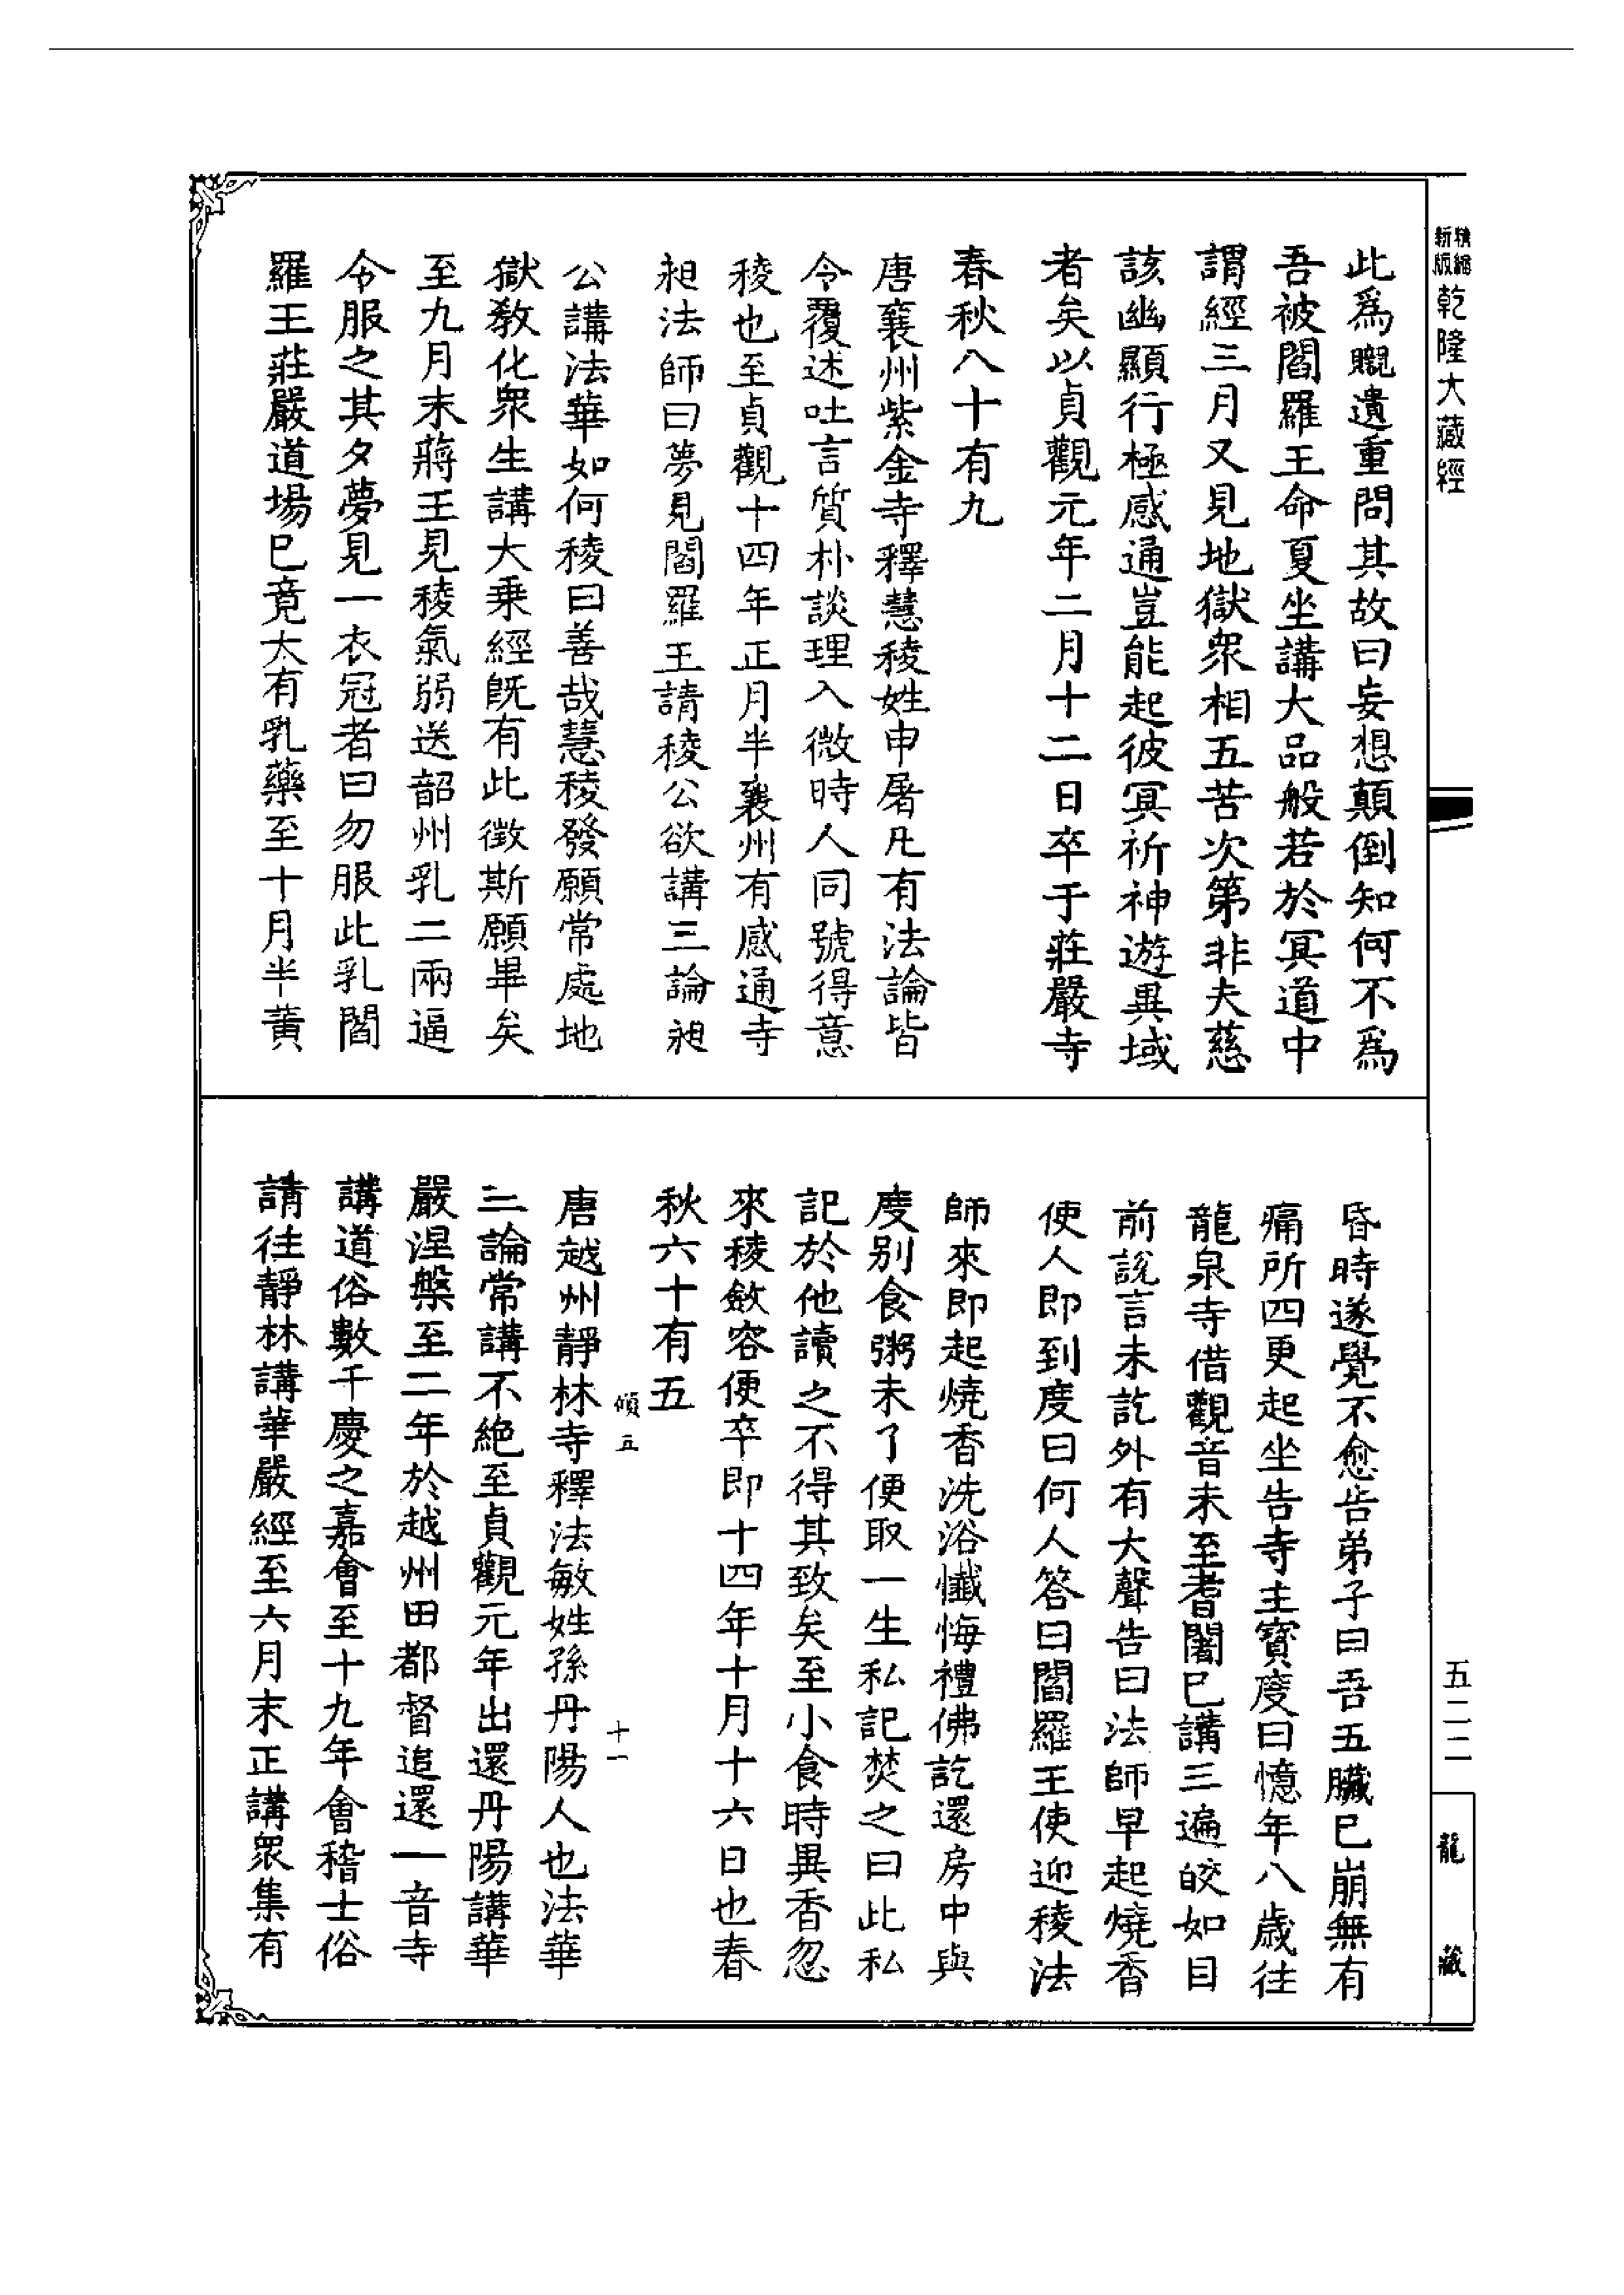 精縮新版乾隆大藏經
此爲䞋遺重問其故曰妄想顛倒知何不爲
吾被閻羅王命夏坐講大品般若於冥道中
謂經三月又見地獄衆相五苦次第非夫慈
該幽顯行極感通豈能起彼冥祈神遊異域
者矣以貞觀元年二月十二日卒于莊嚴寺
春秋八十有九
唐襄州紫金寺釋慧稜姓申屠凡有法論皆
令覆述吐言質朴談理入微時人同號得意
稜也至貞觀十四年正月半襄州有感通寺
昶法師曰夢見閻羅王請稜公欲講三論昶
公講法華如何稜曰善哉慧稜發願常處地
獄敎化衆生講大乘經旣有此徵斯願畢矣
至九月末蔣王見稜氣弱送韶州乳二兩逼
令服之其夕夢見一衣冠者曰勿服此乳閻
羅王莊嚴道場巳竟大有乳藥至十月半黃
昏時遂覺不愈告弟子曰吾五臟巳崩無有
痛所四更起坐告寺主寶度曰憶年八歲往
龍泉寺借觀音未至耆闍巳講三遍皎如目
前說言未訖外有大聲告曰法師早起燒香
使人即到度曰何人答曰閻羅王使迎稜法
師來即起燒香洗浴懺悔禮佛訖還房中與
度别食粥未了便取一生私記焚之曰此私
記於他讀之不得其致矣至小食時異香忽
來稜斂容便卒即十四年十月十六日也春
秋六十有五
傾五 十一
唐越州靜林寺釋法敏姓孫丹陽人也法華
三論常講不絶至貞觀元年出還丹陽講華
嚴涅槃至二年於越州田都督追還一音寺
講道俗數千慶之嘉會至十九年會稽士俗
請往靜林講華嚴經至六月末正講衆集有
五二二
龍藏